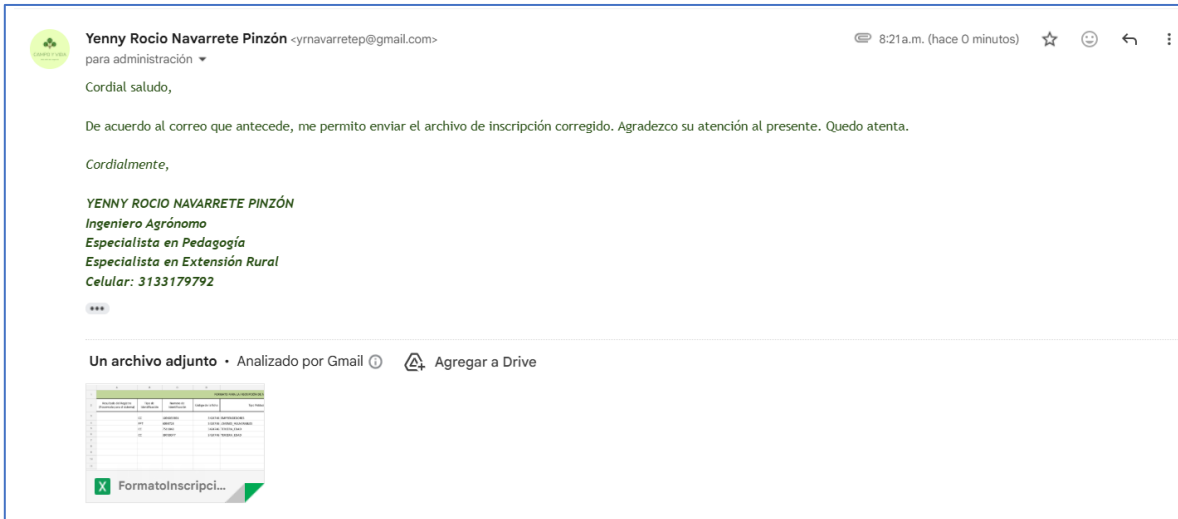 Yenny Rocio Navarrete Pinzón <yrnavarretep@gmail.com>
8:21 a.m. (hace 0 minutos)
para administración
Cordial saludo,
De acuerdo al correo que antecede, me permito enviar el archivo de inscripción corregido. Agradezco su atención al presente. Quedo atenta.
Cordialmente,
YENNY ROCIO NAVARRETE PINZÓN
Ingeniero Agrónomo
Especialista en Pedagogía
Especialista en Extensión Rural
Celular: 3133179792
Un archivo adjunto • Analizado por Gmail
Agregar a Drive
FormatoInscripci...